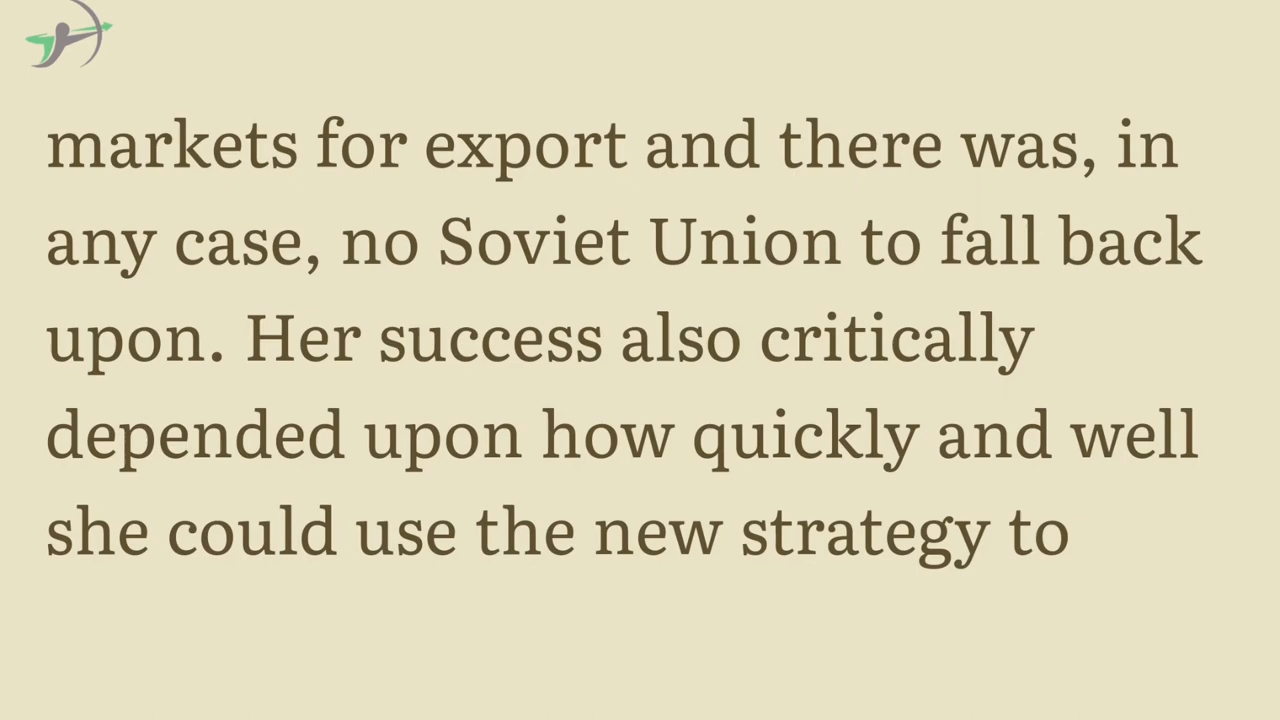 markets for export and there was, in
any case, no Soviet Union to fall back
upon. Her success also critically
depended upon how quickly and well
she could use the new strategy to